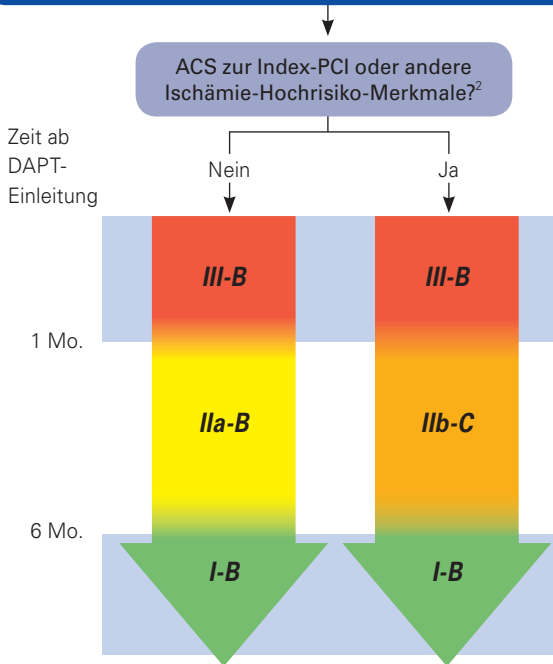 ACS zur Index-PCI oder andere
Ischämie-Hochrisiko-Merkmale?²
Zeit ab
DAPT-
Einleitung
Nein
Ja
III-B
III-B
1 Mo.
IIa-B
IIb-C
6 Mo.
I-B
I-B